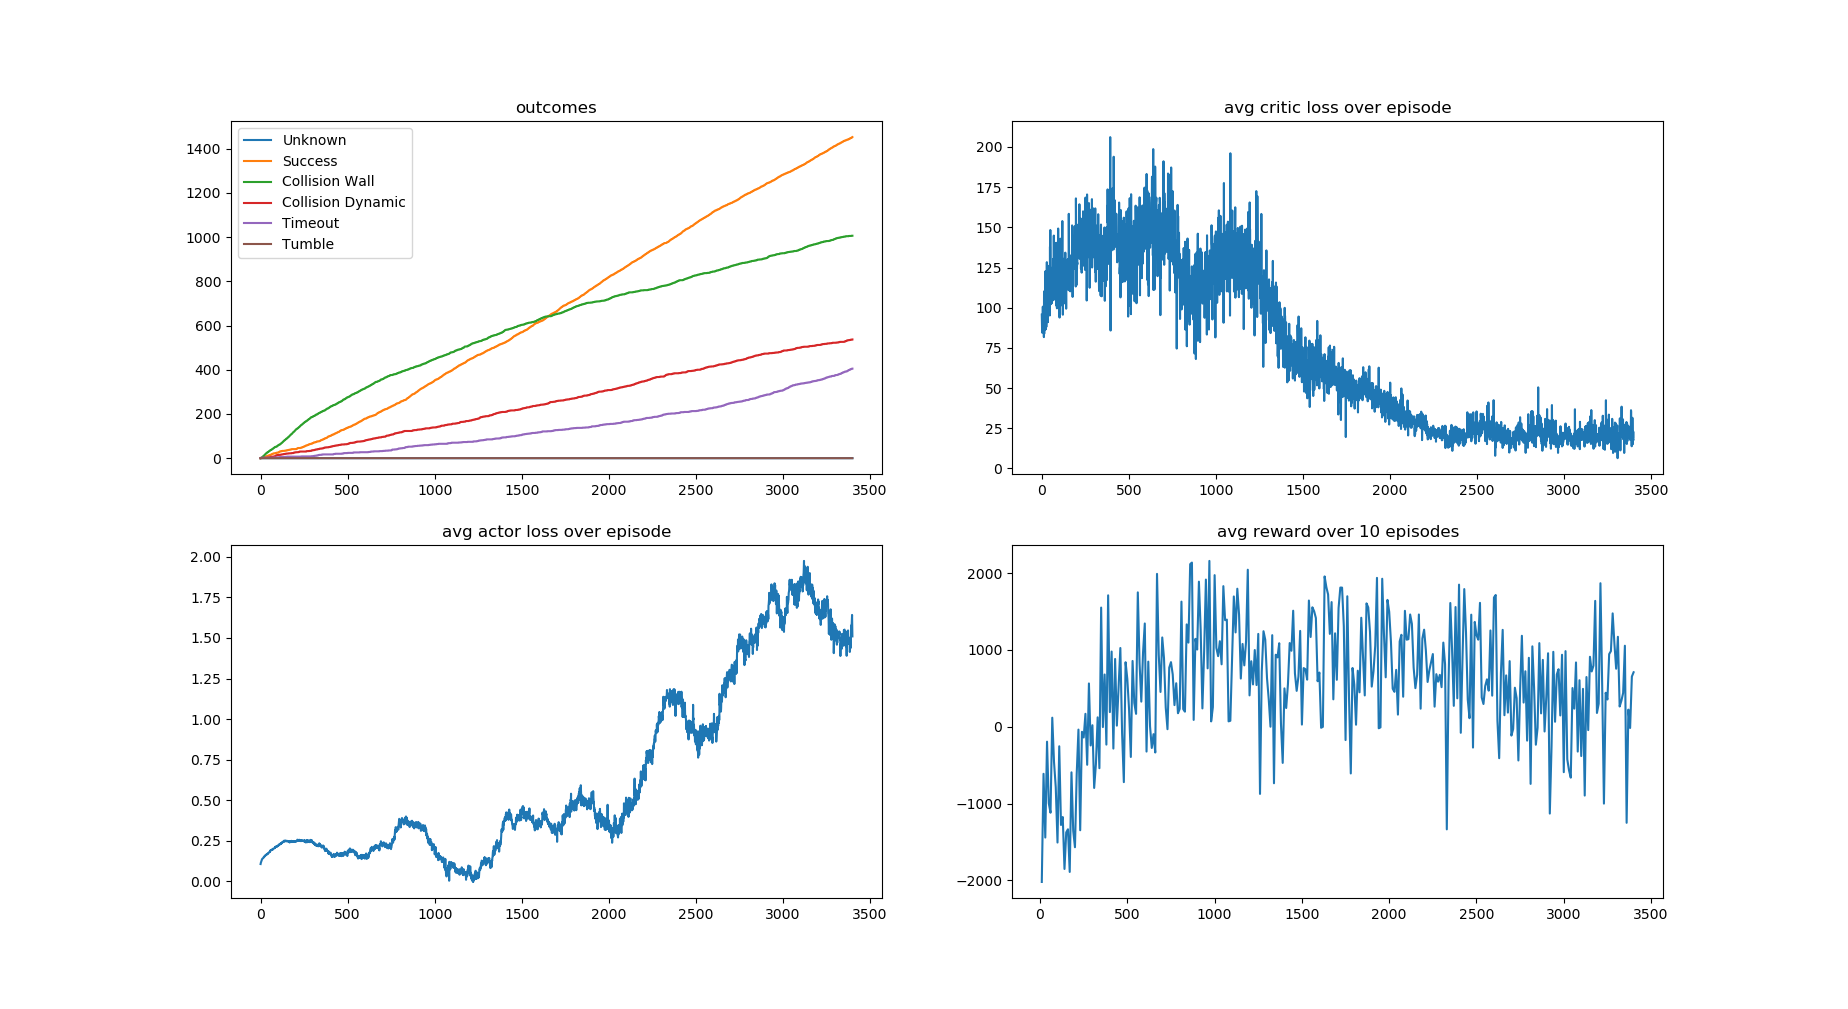 outcomes
Unknown
Success
Collision Wall
Collision Dynamic
Timeout
Tumble
1400
1200
1000
800
600
400
200
0
0 500 1000 1500 2000 2500 3000 3500
avg critic loss over episode
200
175
150
125
100
75
50
25
0
0 500 1000 1500 2000 2500 3000 3500
avg actor loss over episode
2.00
1.75
1.50
1.25
1.00
0.75
0.50
0.25
0.00
0 500 1000 1500 2000 2500 3000 3500
avg reward over 10 episodes
2000
1000
0
−1000
−2000
0 500 1000 1500 2000 2500 3000 3500